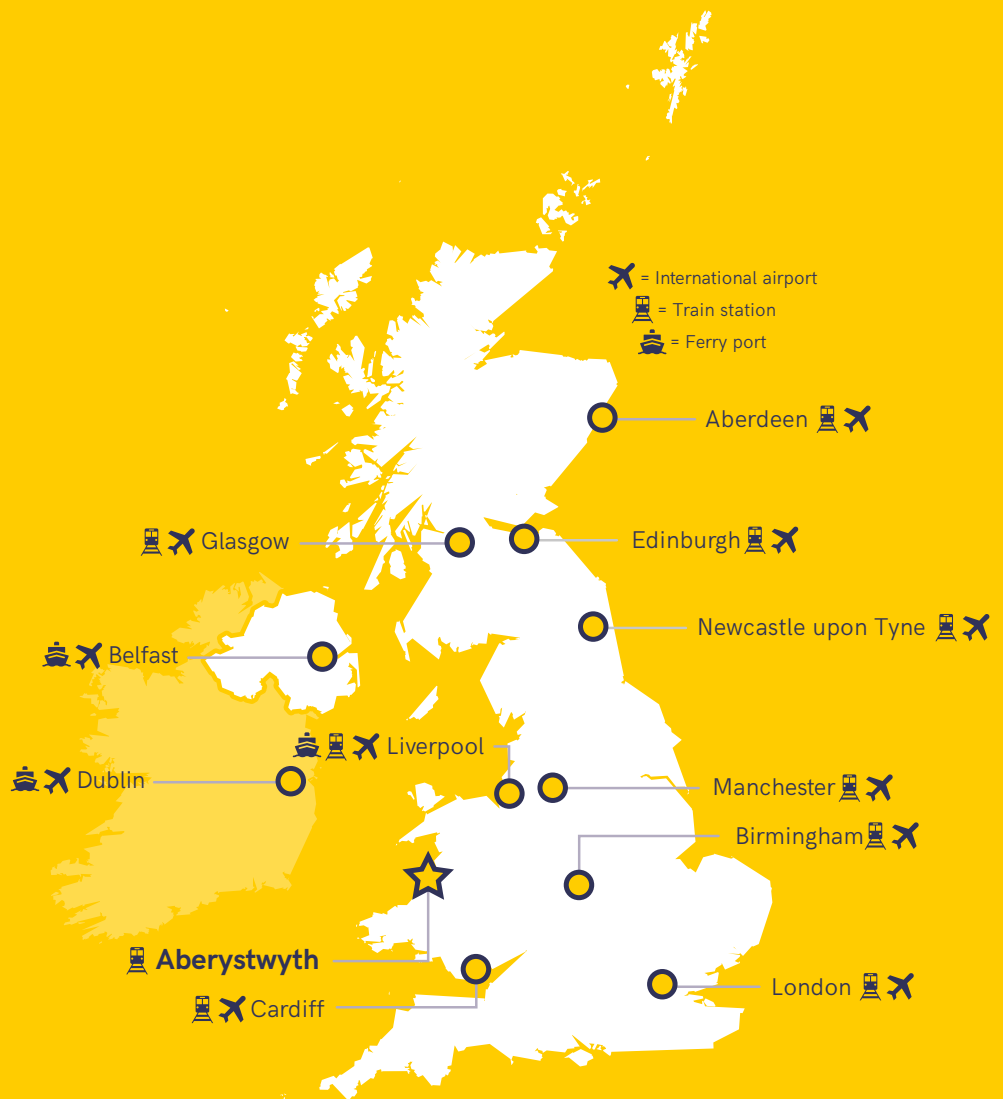 = International airport
= Train station
= Ferry port
Aberdeen
Glasgow
Edinburgh
Newcastle upon Tyne
Belfast
Liverpool
Dublin
Manchester
Birmingham
Aberystwyth
London
Cardiff